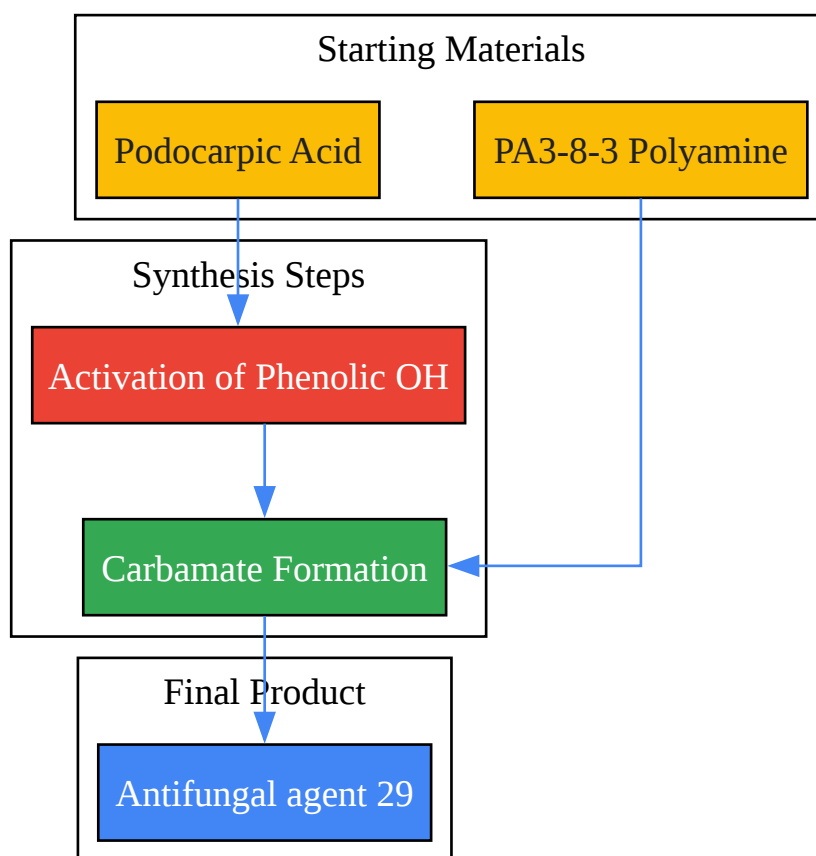 Starting Materials
Podocarpic Acid
PA3-8-3 Polyamine
Synthesis Steps
Activation of Phenolic OH
Carbamate Formation
Final Product
Antifungal agent 29